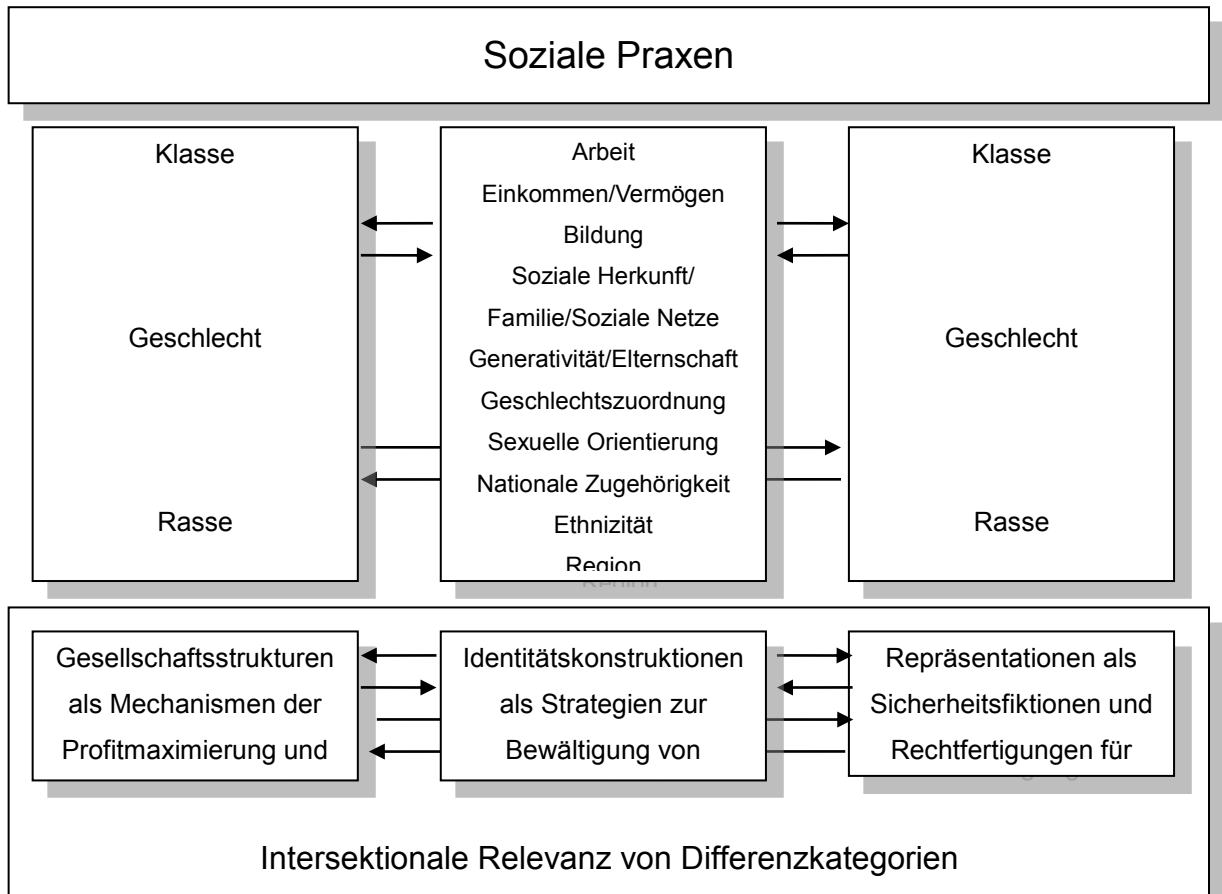 Soziale Praxen
Klasse
Geschlecht
Rasse
Arbeit
Einkommen/Vermögen
Bildung
Soziale Herkunft/
Familie/Soziale Netze
Generativität/Elternschaft
Geschlechtszuordnung
Sexuelle Orientierung
Nationale Zugehörigkeit
Ethnizität
Region
Klasse
Geschlecht
Rasse
Gesellschaftsstrukturen
als Mechanismen der
Profitmaximierung und
Identitätskonstruktionen
als Strategien zur
Bewältigung von
Repräsentationen als
Sicherheitsfiktionen und
Rechtfertigungen für
Intersektionale Relevanz von Differenzkategorien